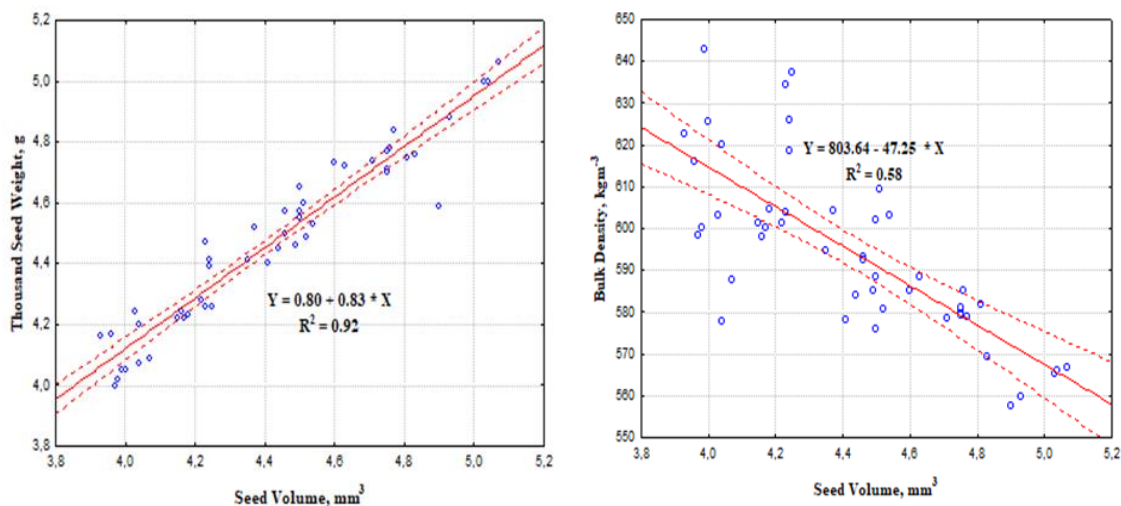 5,2
5,0
4,8
4,6
4,4
4,2
4,0
3,8
Thousand Seed Weight, g
Y = 0.80 + 0.83 * X
R² = 0.92
3,8 4,0 4,2 4,4 4,6 4,8 5,0 5,2
Seed Volume, mm³
650
640
630
620
610
600
590
580
570
560
550
Bulk Density, kgm⁻³
Y = 803.64 - 47.25 * X
R² = 0.58
3,8 4,0 4,2 4,4 4,6 4,8 5,0 5,2
Seed Volume, mm³